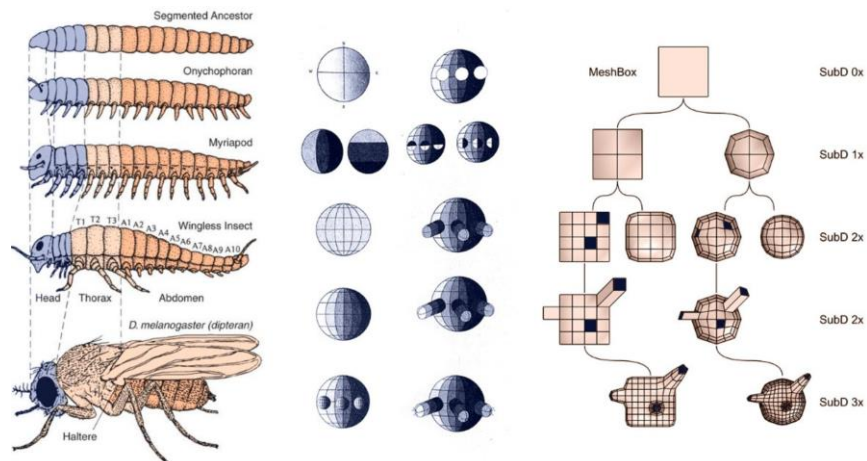 Segmented Ancestor
Onychophoran
Myriapod
Wingless Insect
T1 T2 T3 A1 A2 A3 A4 A5 A6 A7 A8 A9 A10
Head Thorax Abdomen
D. melanogaster (dipteran)
Haltere
MeshBox
SubD 0x
SubD 1x
SubD 2x
SubD 2x
SubD 3x